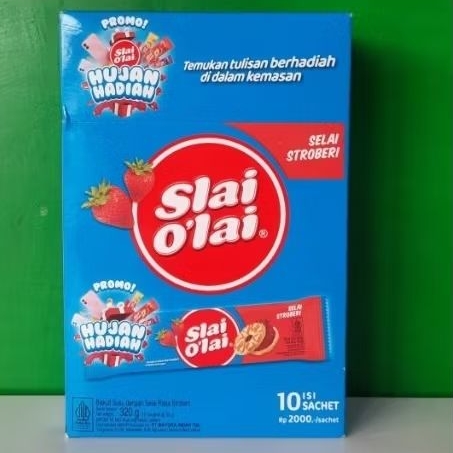 PROMO!
Slai
O'lai
HUJAN
HADIAH
Temukan tulisan berhadiah
di dalam kemasan
SELAI
STROBERI
Slai
O'lai®
PROMO!
HUJAN
HADIAH
Slai
O'lai
SELAI
STROBERI
320 g
10 ISI
SACHET
Rp 2000,-/sachet